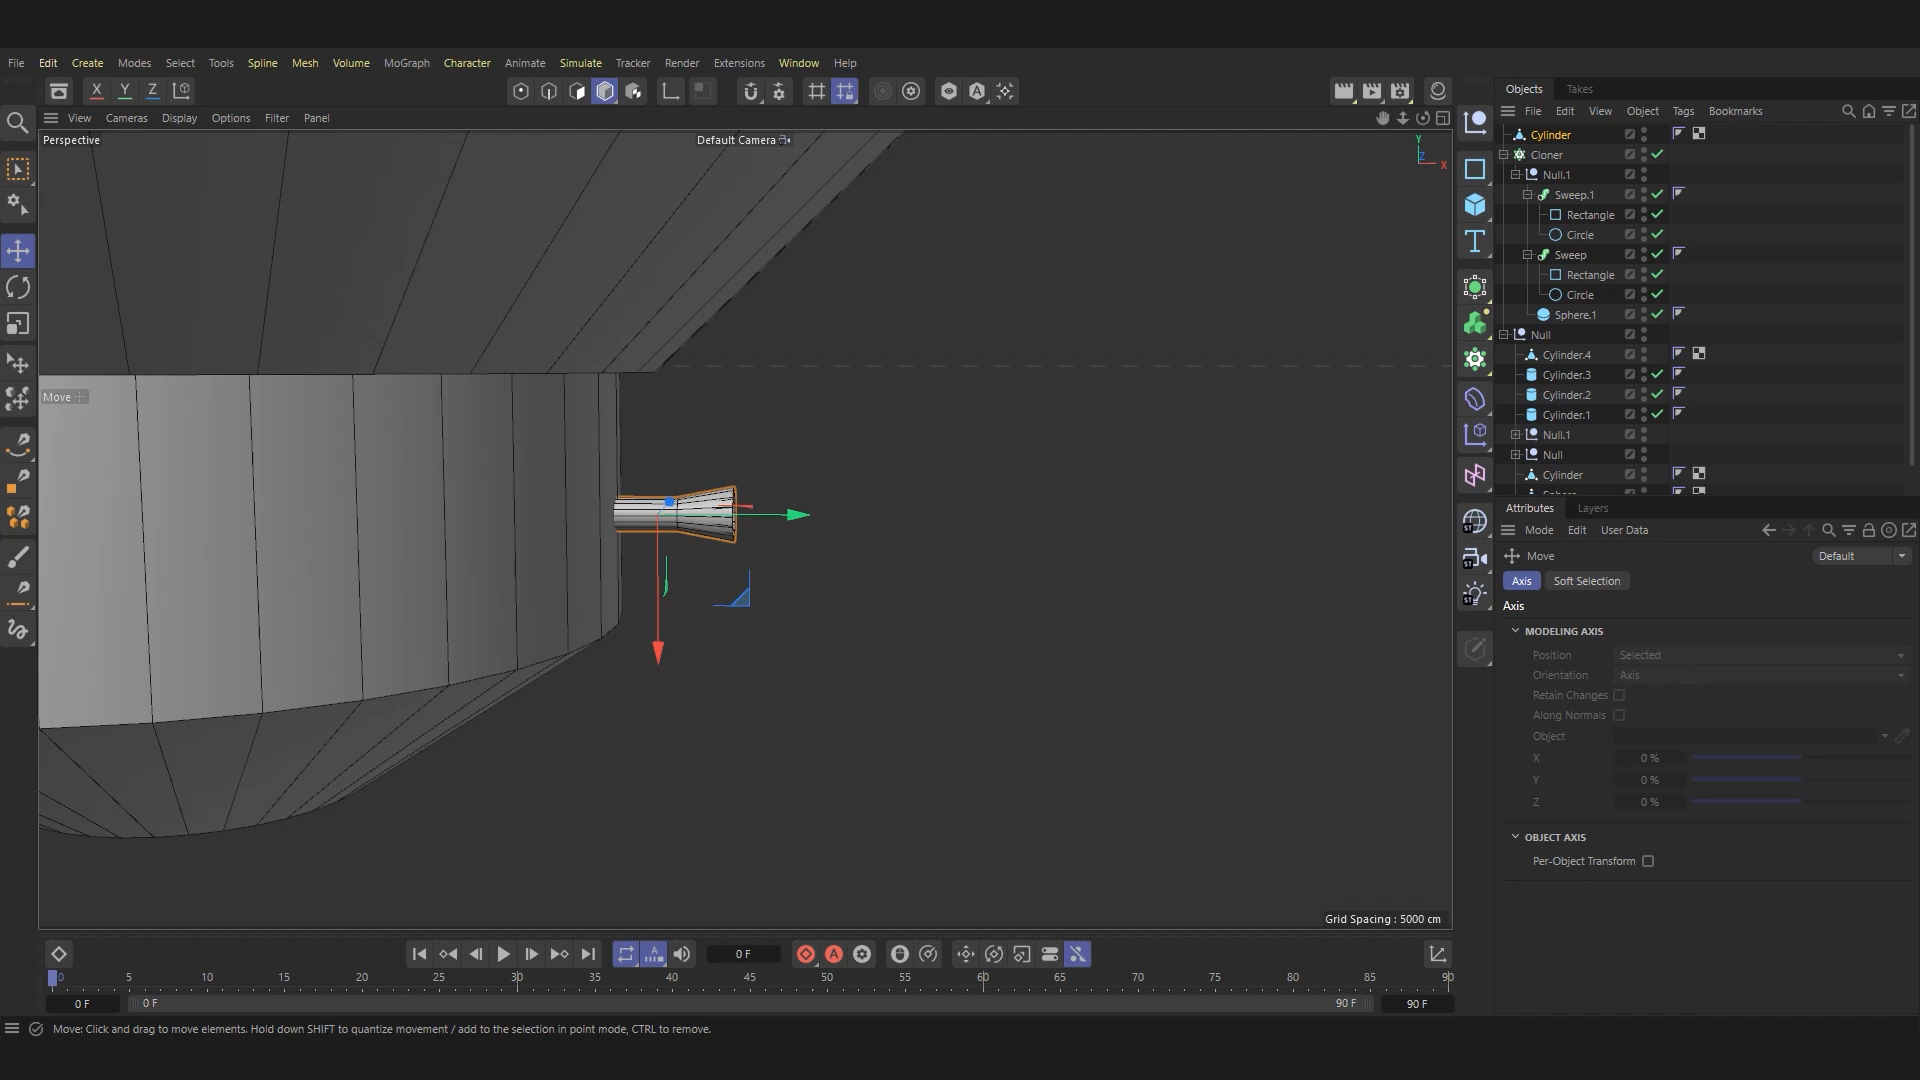 File Edit Create Modes Select Tools Spline Mesh Volume MoGraph Character Animate Simulate Tracker Render Extensions Window Help
X Y Z
View Cameras Display Options Filter Panel
Perspective
Default Camera
Y
Z
X
Move
Grid Spacing : 5000 cm
Objects Takes
File Edit View Object Tags Bookmarks
Cylinder
Cloner
Null.1
Sweep.1
Rectangle
Circle
Sweep
Rectangle
Circle
Sphere.1
Null
Cylinder.4
Cylinder.3
Cylinder.2
Cylinder.1
Null.1
Null
Cylinder
Attributes Layers
Mode Edit User Data
Move Default
Axis Soft Selection
Axis
MODELING AXIS
Position Selected
Orientation Axis
Retain Changes
Along Normals
Object
X 0 %
Y 0 %
Z 0 %
OBJECT AXIS
Per-Object Transform
0 F
0 5 10 15 20 25 30 35 40 45 50 55 60 65 70 75 80 85 90
0 F 0 F 90 F 90 F
Move: Click and drag to move elements. Hold down SHIFT to quantize movement / add to the selection in point mode, CTRL to remove.